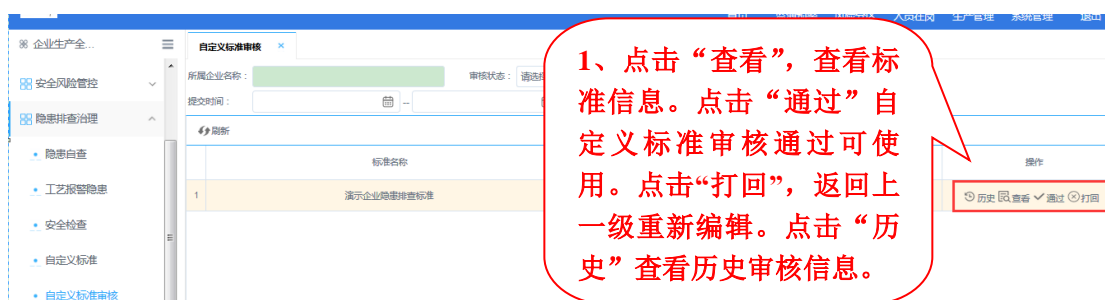 人员在岗 生产管理 系统管理 退出
企业生产全...
自定义标准审核 ×
安全风险管控
所属企业名称：
审核状态： 请选
提交时间： --
隐患排查治理
刷新
隐患自查
标准名称 操作
工艺报警隐患
1 演示企业隐患排查标准 历史 查看 通过 打回
安全检查
自定义标准
自定义标准审核
1、点击“查看”，查看标
准信息。点击“通过”自
定义标准审核通过可使
用。点击“打回”，返回上
一级重新编辑。点击“历
史”查看历史审核信息。